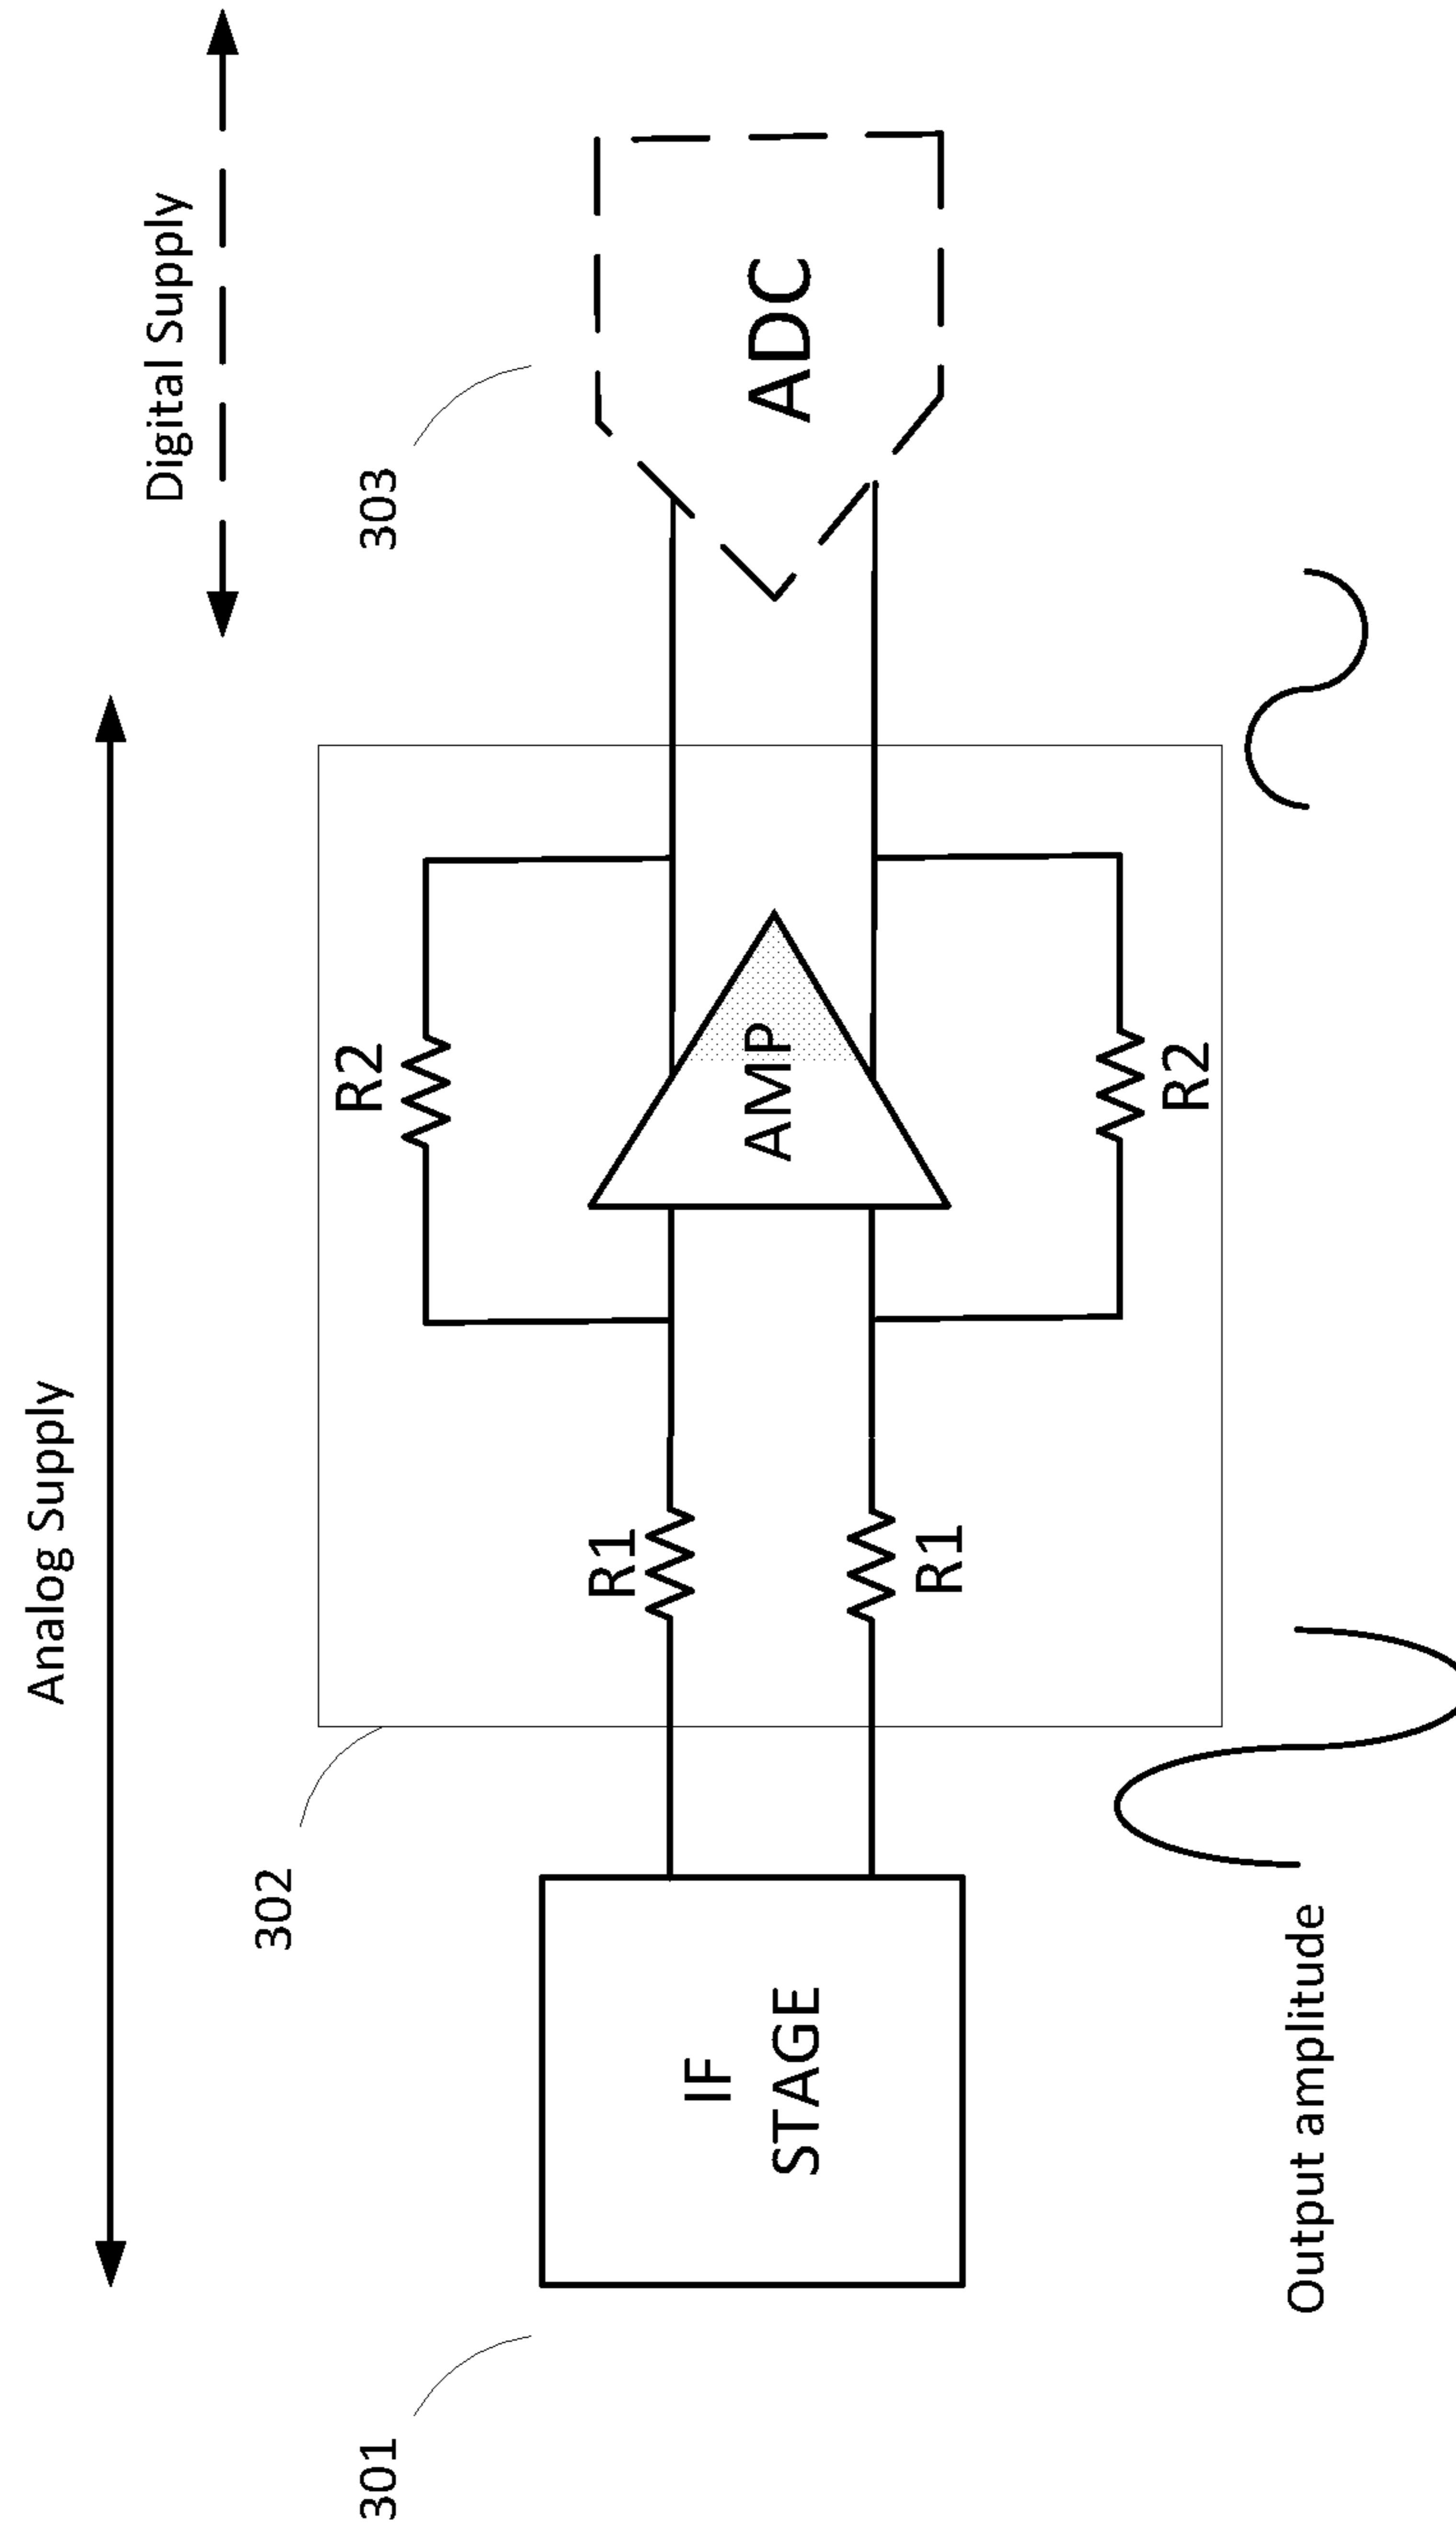 Analog Supply
Digital Supply
301
302
303
IF
STAGE
R1
R1
R2
R2
AMP
ADC
Output amplitude